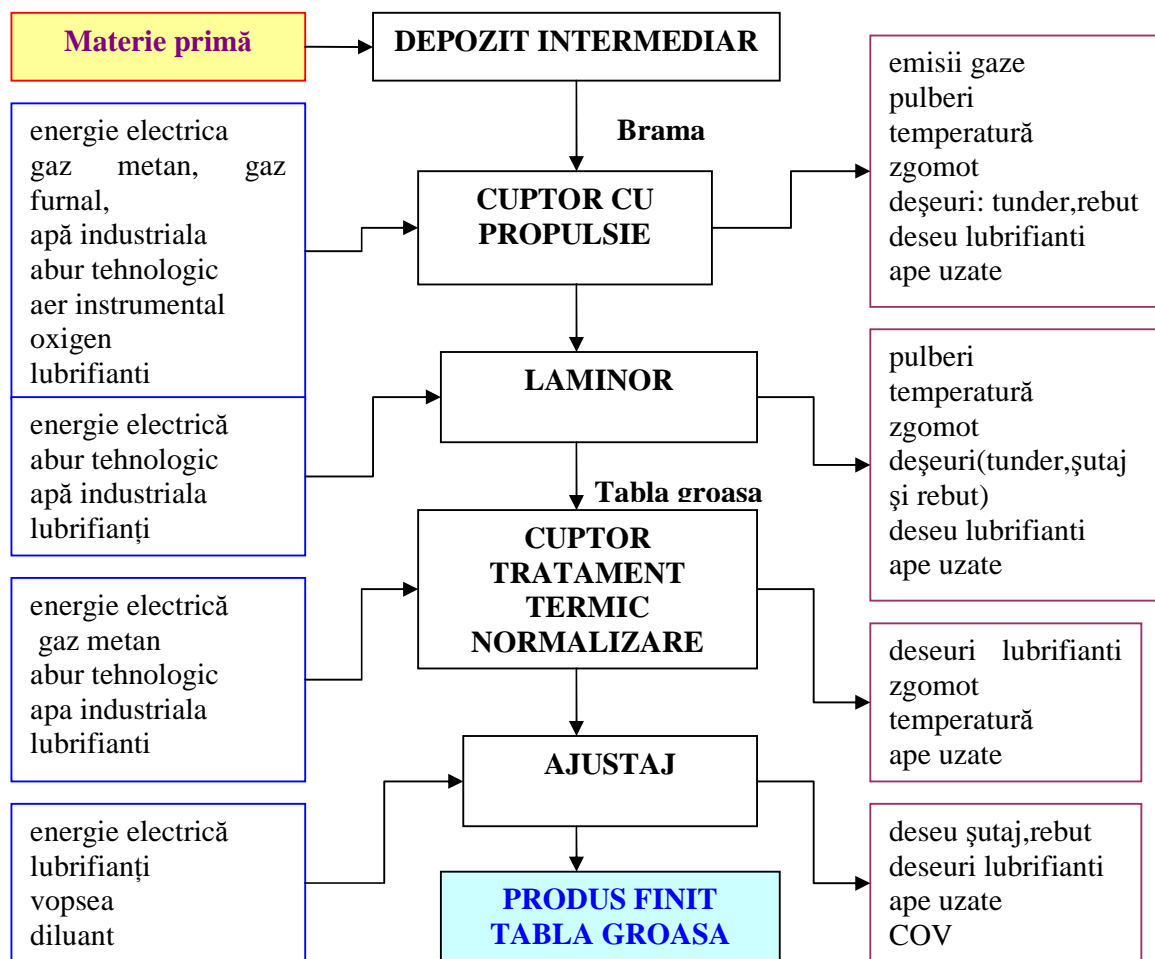 Materie primă
DEPOZIT INTERMEDIAR
Brama
energie electrica
gaz metan, gaz
furnal,
apă industriala
abur tehnologic
aer instrumental
oxigen
lubrifianti
CUPTOR CU
PROPULSIE
emisii gaze
pulberi
temperatură
zgomot
deşeuri: tunder,rebut
deseu lubrifianti
ape uzate
energie electrică
abur tehnologic
apă industriala
lubrifianţi
LAMINOR
pulberi
temperatură
zgomot
deşeuri(tunder,şutaj
şi rebut)
deseu lubrifianti
ape uzate
Tabla groasa
energie electrică
gaz metan
abur tehnologic
apa industriala
lubrifianti
CUPTOR
TRATAMENT
TERMIC
NORMALIZARE
deseuri lubrifianti
zgomot
temperatură
ape uzate
energie electrică
lubrifianţi
vopsea
diluant
AJUSTAJ
deseu şutaj,rebut
deseuri lubrifianti
ape uzate
COV
PRODUS FINIT
TABLA GROASA